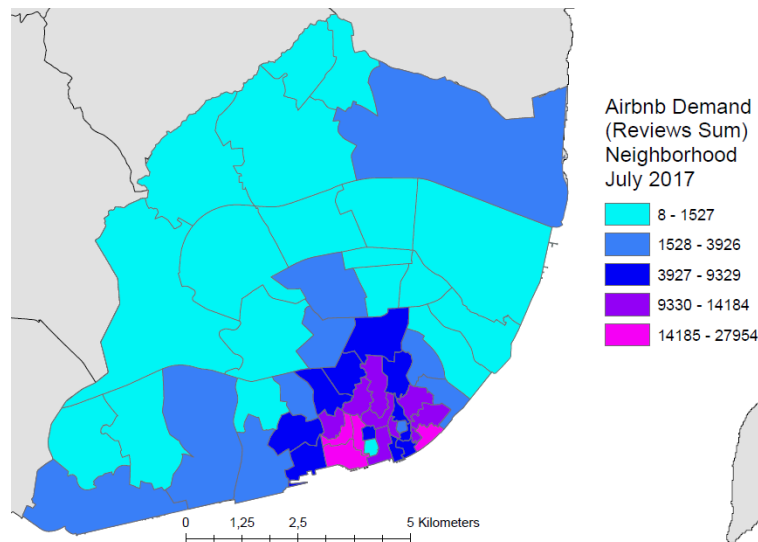 Airbnb Demand
(Reviews Sum)
Neighborhood
July 2017
8 - 1527
1528 - 3926
3927 - 9329
9330 - 14184
14185 - 27954
0 1,25 2,5 5 Kilometers